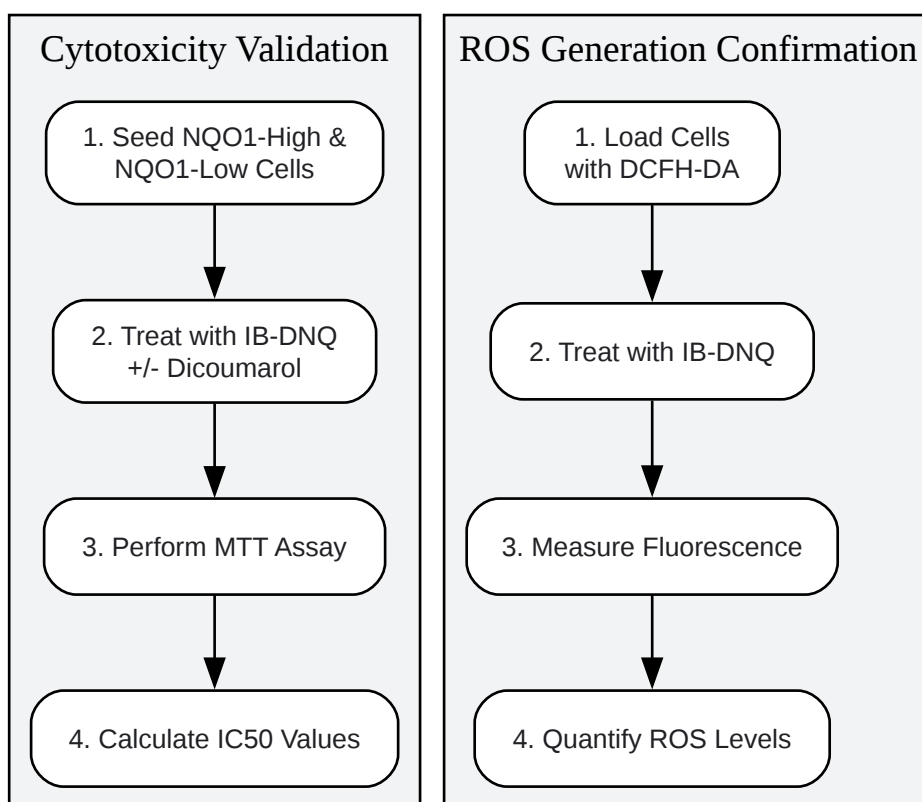 Cytotoxicity Validation
1. Seed NQO1-High &
NQO1-Low Cells
2. Treat with IB-DNQ
+/- Dicoumarol
3. Perform MTT Assay
4. Calculate IC50 Values
ROS Generation Confirmation
1. Load Cells
with DCFH-DA
2. Treat with IB-DNQ
3. Measure Fluorescence
4. Quantify ROS Levels